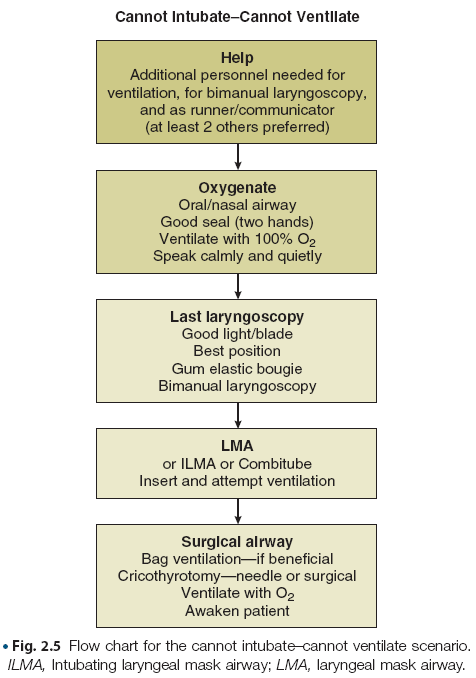 Cannot Intubate–Cannot Ventilate
Help
Additional personnel needed for
ventilation, for bimanual laryngoscopy,
and as runner/communicator
(at least 2 others preferred)
Oxygenate
Oral/nasal airway
Good seal (two hands)
Ventilate with 100% O₂
Speak calmly and quietly
Last laryngoscopy
Good light/blade
Best position
Gum elastic bougie
Bimanual laryngoscopy
LMA
or ILMA or Combitube
Insert and attempt ventilation
Surgical airway
Bag ventilation—if beneficial
Cricothyrotomy—needle or surgical
Ventilate with O₂
Awaken patient
• Fig. 2.5 Flow chart for the cannot intubate–cannot ventilate scenario.
ILMA, Intubating laryngeal mask airway; LMA, laryngeal mask airway.